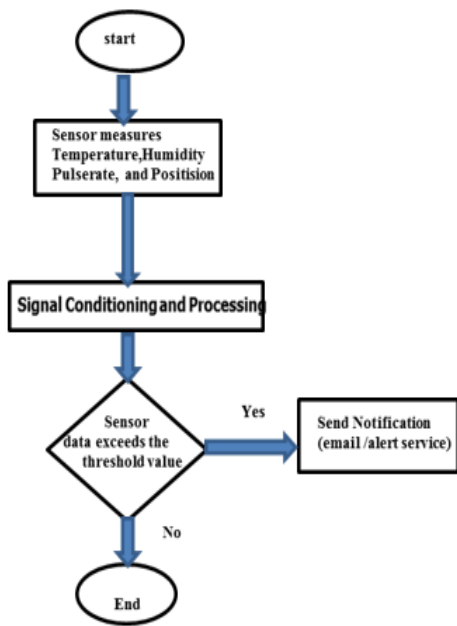 start
Sensor measures
Temperature,Humidity
Pulserate, and Positision
Signal Conditioning and Processing
Sensor
data exceeds the
threshold value
Yes
Send Notification
(email /alert service)
No
End